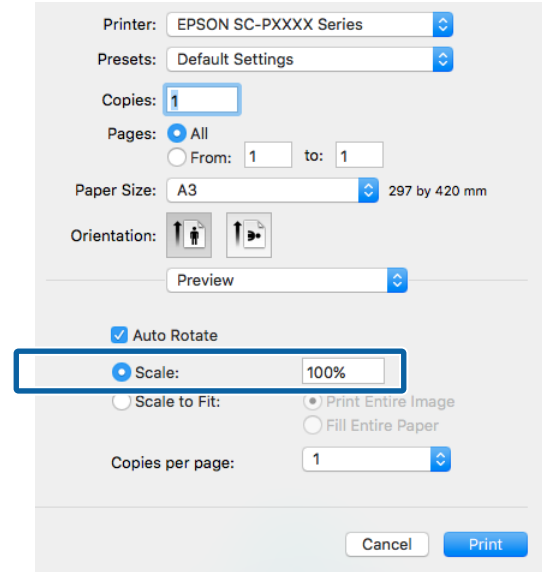 Printer: EPSON SC-PXXXX Series
Presets: Default Settings
Copies: 1
Pages: All
From: 1 to: 1
Paper Size: A3 297 by 420 mm
Orientation:
Preview
Auto Rotate
Scale: 100%
Scale to Fit: Print Entire Image
Fill Entire Paper
Copies per page: 1
Cancel Print